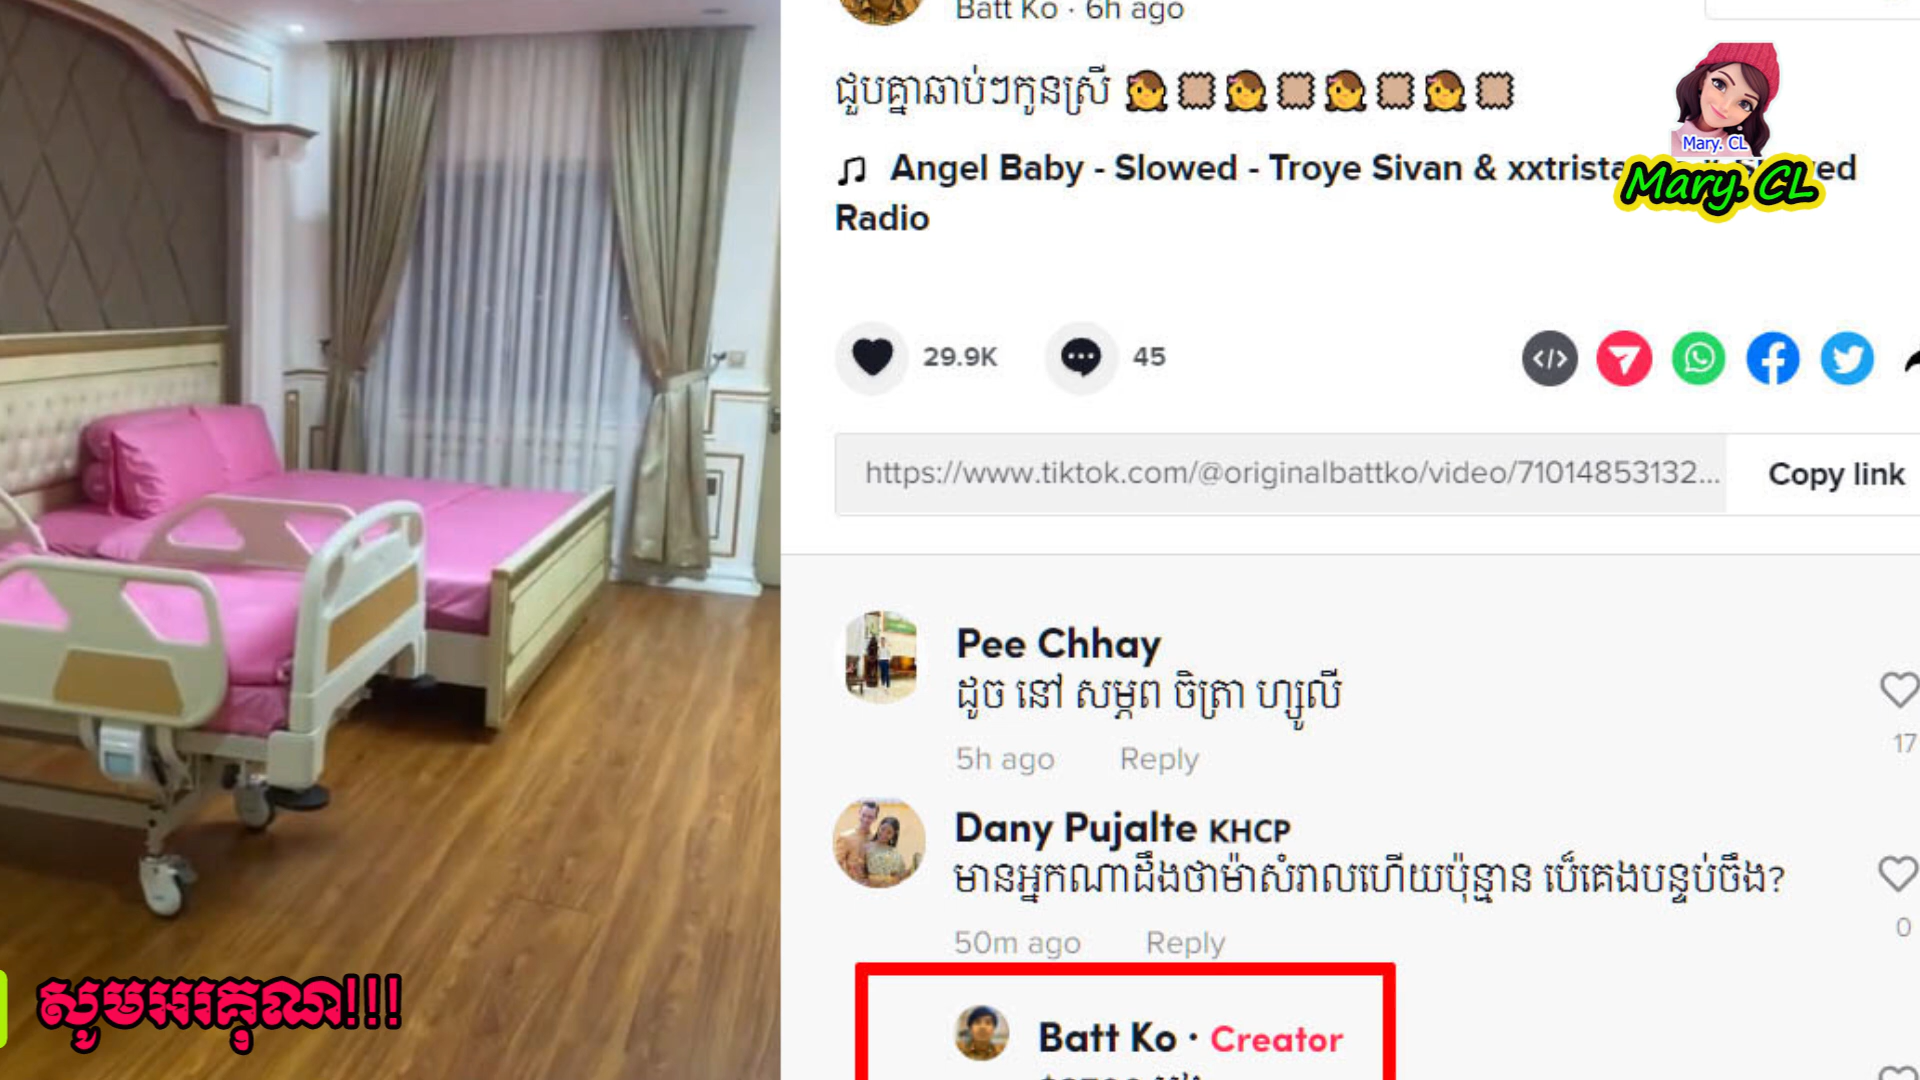 Batt Ko · 6h ago
ជួបគ្នាឆាប់ៗកូនស្រី
Mary. CL
Mary. CL
Angel Baby - Slowed - Troye Sivan &
Radio
29.9K
45
https://www.tiktok.com/@originalbattko/video/71014853132...
Copy link
Pee Chhay
ដូច នៅ សម្ភព ចិត្រា ហ្សូលី
17
5h ago Reply
Dany Pujalte KHCP
មានអ្នកណាដឹងថាម៉ាសំរាលហើយប៉ុន្មាន បើគេងបន្ទប់ចឹង?
0
50m ago Reply
សូមអរគុណ!!!
Batt Ko · Creator